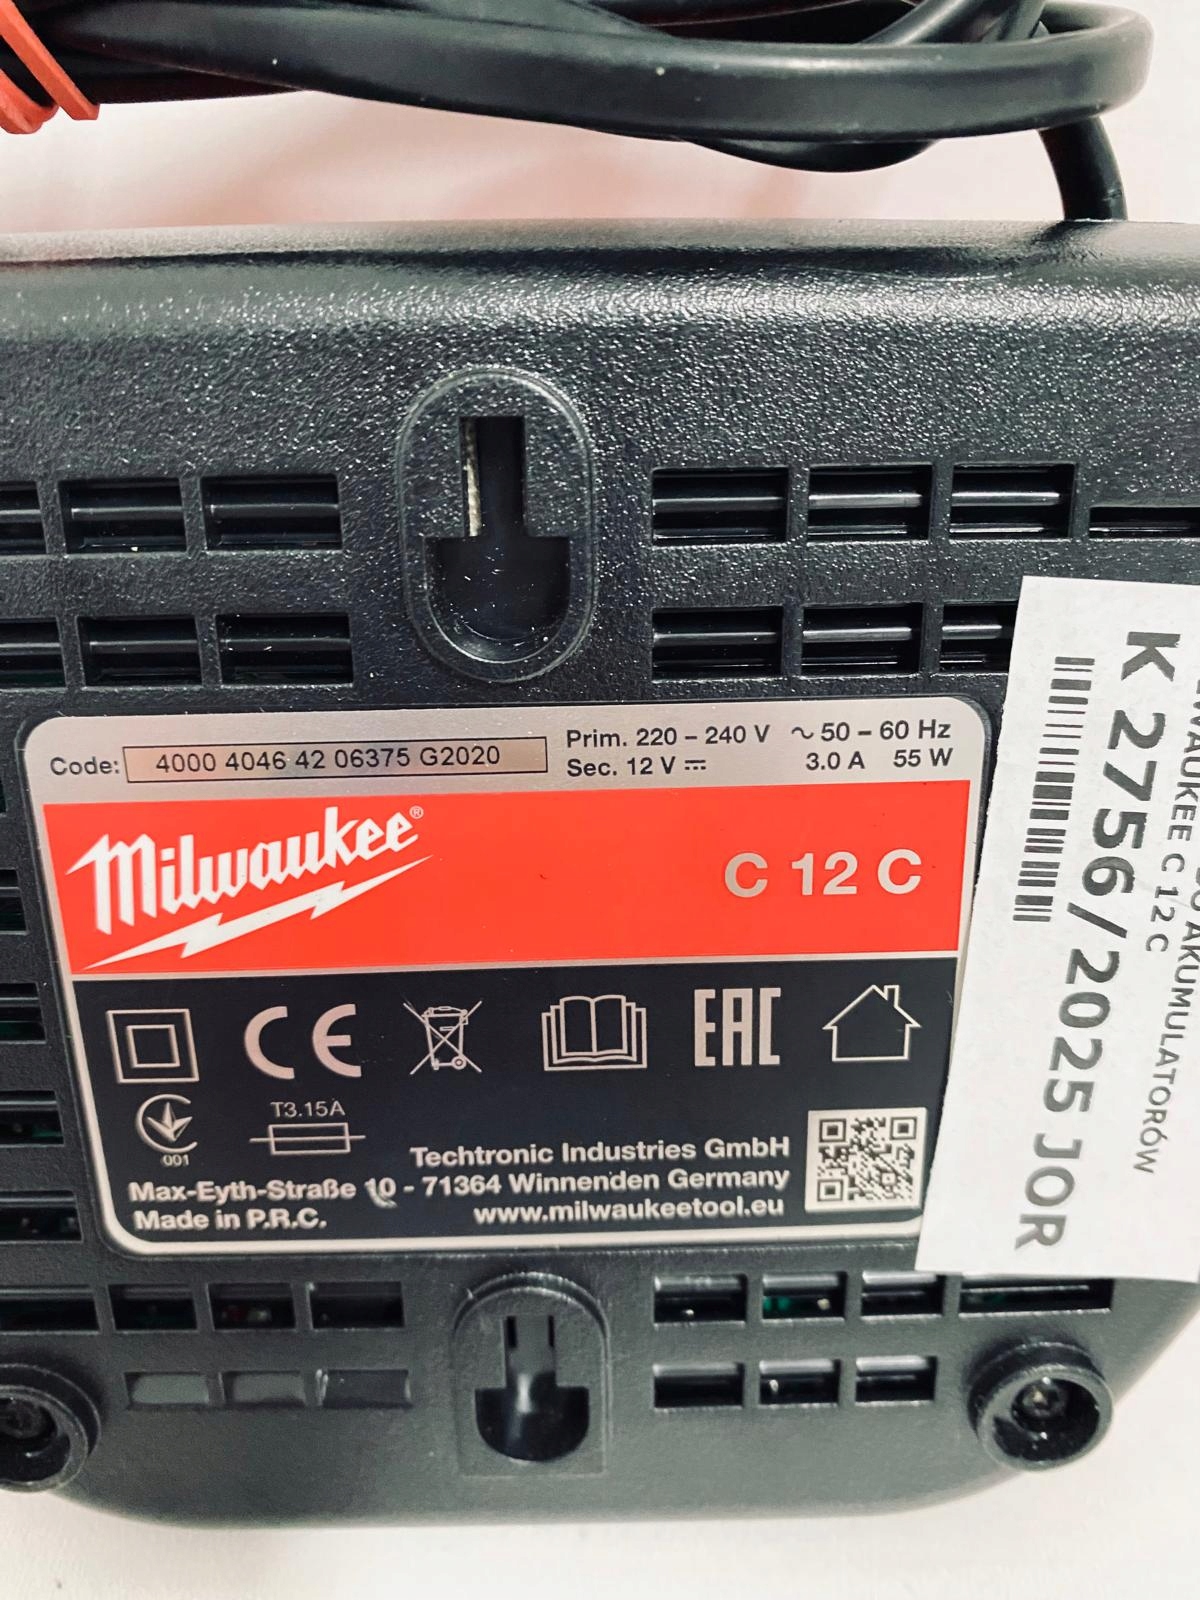 Code: 4000 4046 42 06375 G2020
Prim. 220 – 240 V ~ 50 – 60 Hz
Sec. 12 V ⎓ 3.0 A 55 W
Milwaukee®
C 12 C
CE
EAC
001
T3.15A
Techtronic Industries GmbH
Max-Eyth-Straße 10 - 71364 Winnenden Germany
Made in P.R.C. www.milwaukeetool.eu
AKUMULATORÓW
C 12 C
K 2756/2025 JOR